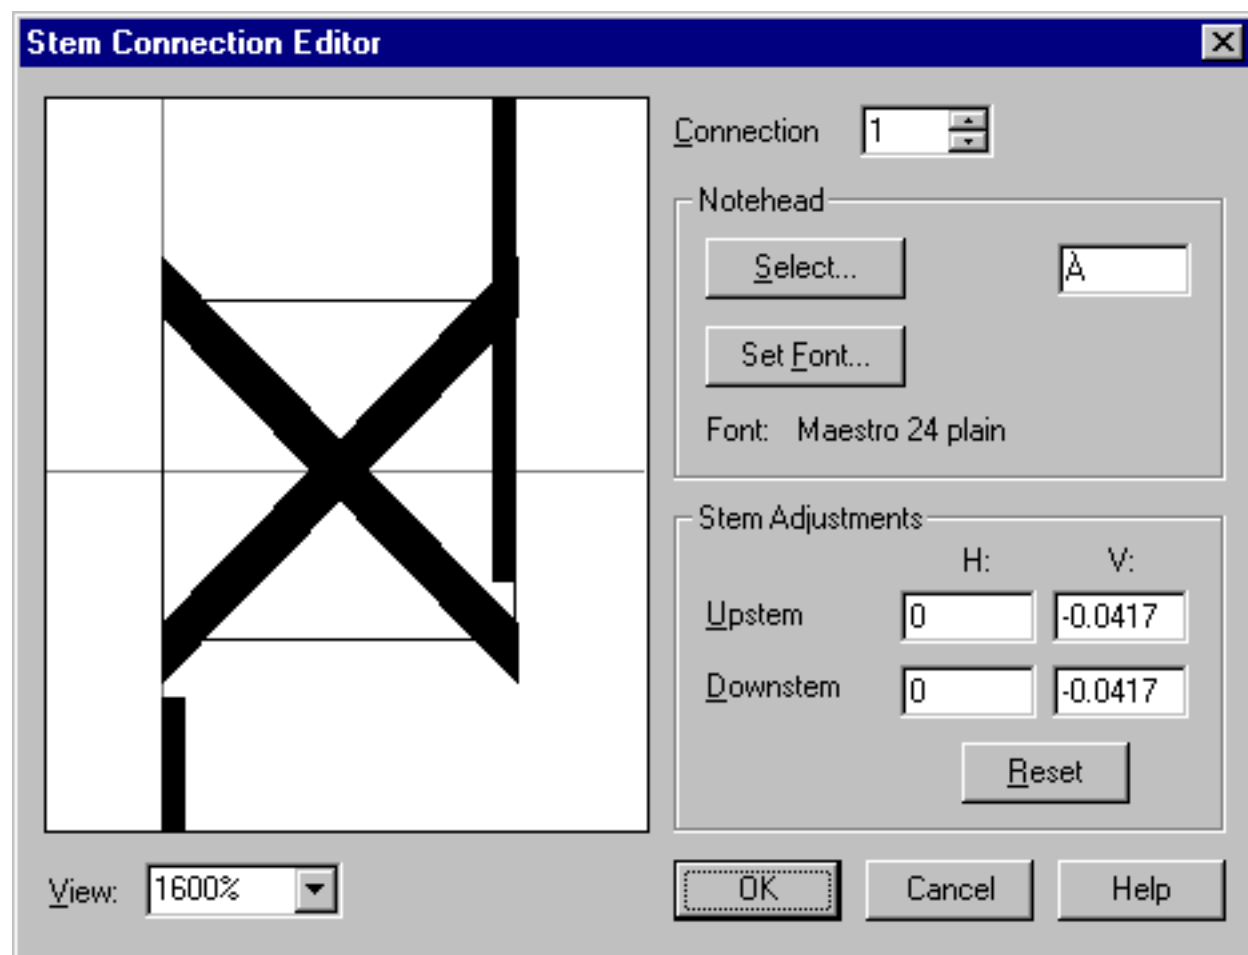 Stem Connection Editor
Connection 1
Notehead
Select... À
Set Font...
Font: Maestro 24 plain
Stem Adjustments
H: V:
Upstem 0 -0.0417
Downstem 0 -0.0417
Reset
View: 1600% OK Cancel Help